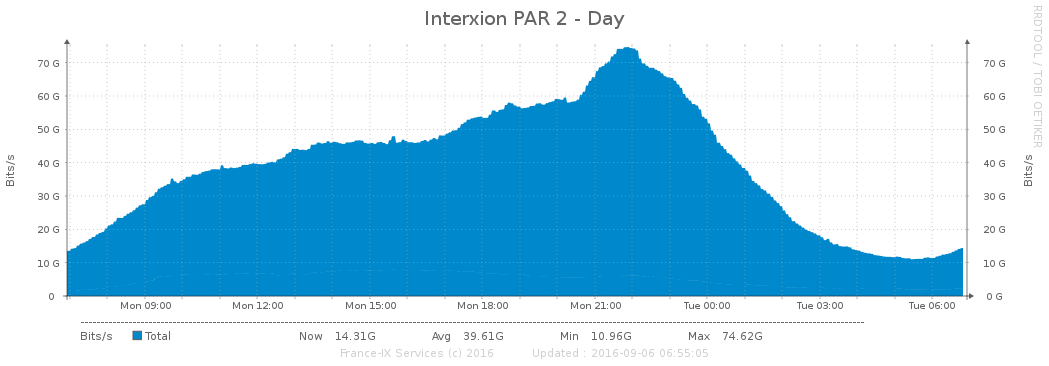 Interxion PAR 2 - Day
RRDTOOL / TOBI OETIKER
Bits/s
70 G 70 G
60 G 60 G
50 G 50 G
40 G 40 G
30 G 30 G
20 G 20 G
10 G 10 G
0 0 G
Bits/s
Mon 09:00 Mon 12:00 Mon 15:00 Mon 18:00 Mon 21:00 Tue 00:00 Tue 03:00 Tue 06:00
Bits/s Total Now 14.31G Avg 39.61G Min 10.96G Max 74.62G
France-IX Services (c) 2016 Updated : 2016-09-06 06:55:05